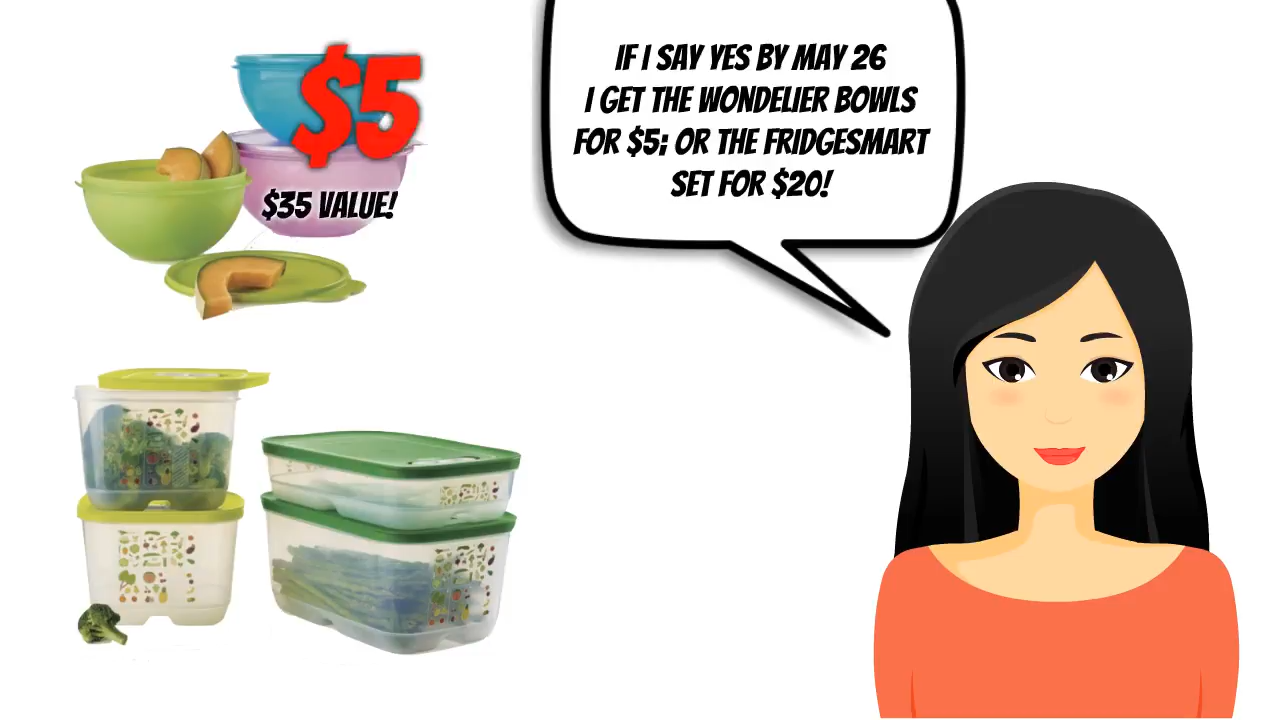 $5
$35 VALUE!
IF I SAY YES BY MAY 26
I GET THE WONDELIER BOWLS
FOR $5; OR THE FRIDGESMART
SET FOR $20!